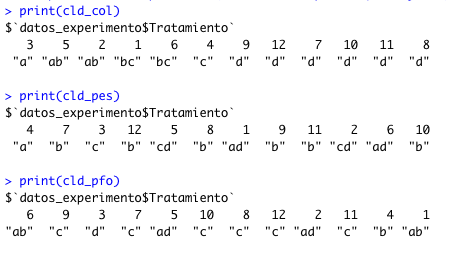 > print(cld_col)
$`datos_experimento$Tratamiento`
3 5 2 1 6 4 9 12 7 10 11 8
"a" "ab" "ab" "bc" "bc" "c" "d" "d" "d" "d" "d" "d"
> print(cld_pes)
$`datos_experimento$Tratamiento`
4 7 3 12 5 8 1 9 11 2 6 10
"a" "b" "c" "b" "cd" "b" "ad" "b" "b" "cd" "ad" "b"
> print(cld_pfo)
$`datos_experimento$Tratamiento`
6 9 3 7 5 10 8 12 2 11 4 1
"ab" "c" "d" "c" "ad" "c" "c" "c" "ad" "c" "b" "ab"